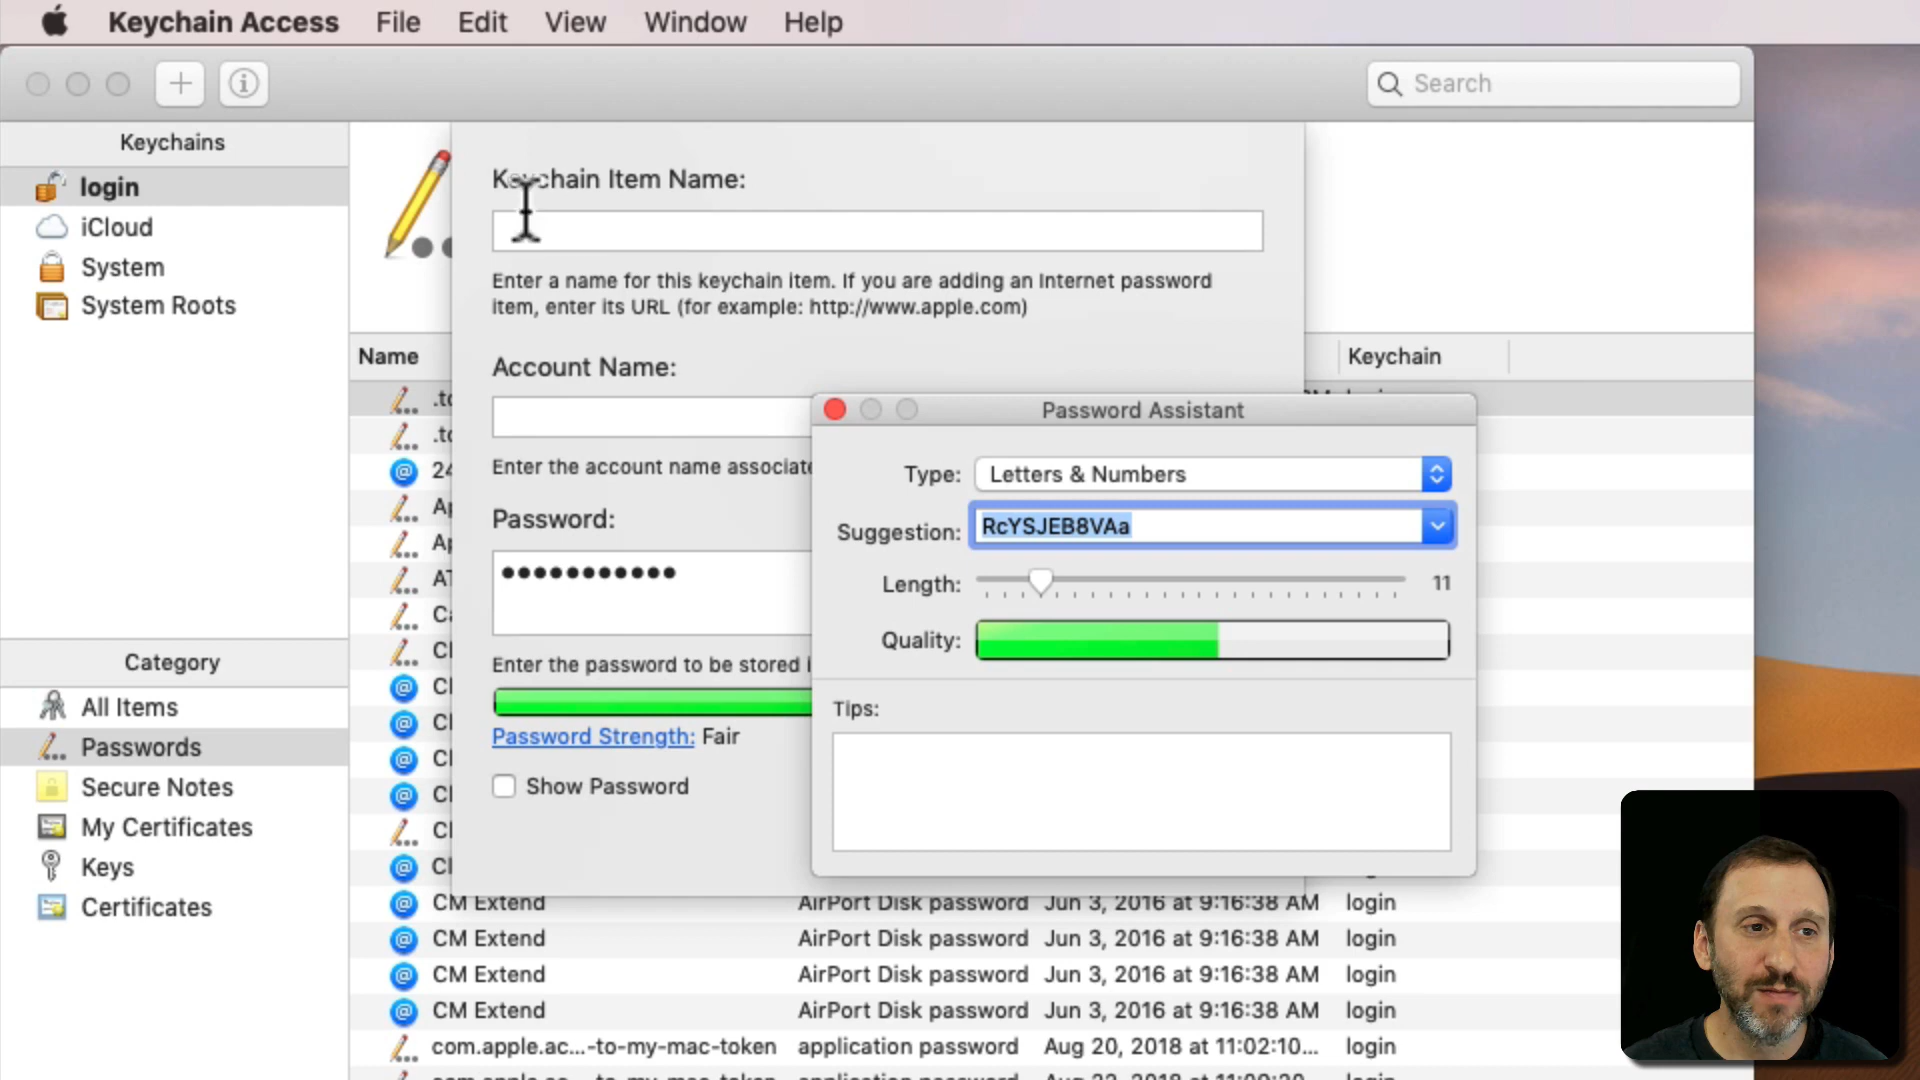 Keychain Access File Edit View Window Help
Search
Keychains
login
iCloud
System
System Roots
Category
All Items
Passwords
Secure Notes
My Certificates
Keys
Certificates
Keychain Item Name:
Enter a name for this keychain item. If you are adding an Internet password
item, enter its URL (for example: http://www.apple.com)
Account Name:
Enter the account name associate
Password:
Enter the password to be stored i
Password Strength: Fair
Show Password
Password Assistant
Type: Letters & Numbers
Suggestion: RcYSJEB8VAa
Length: 11
Quality:
Tips:
Name Keychain
CM Extend AirPort Disk password Jun 3, 2016 at 9:16:38 AM login
CM Extend AirPort Disk password Jun 3, 2016 at 9:16:38 AM login
CM Extend AirPort Disk password Jun 3, 2016 at 9:16:38 AM login
CM Extend AirPort Disk password Jun 3, 2016 at 9:16:38 AM login
com.apple.ac...-to-my-mac-token application password Aug 20, 2018 at 11:02:10... login